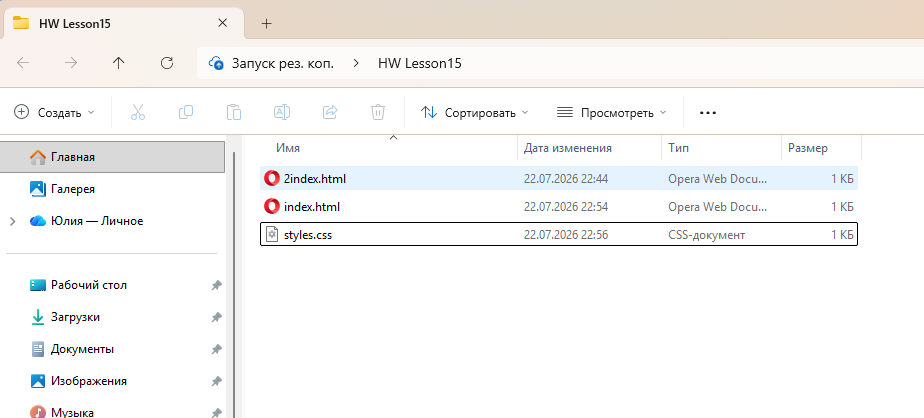 HW Lesson15
Запуск рез. коп. HW Lesson15
Создать Сортировать Просмотреть
Имя Дата изменения Тип Размер
Главная
Галерея
Юлия — Личное
Рабочий стол
Загрузки
Документы
Изображения
Музыка
2index.html 22.07.2026 22:44 Opera Web Docu... 1 КБ
index.html 22.07.2026 22:54 Opera Web Docu... 1 КБ
styles.css 22.07.2026 22:56 CSS-документ 1 КБ